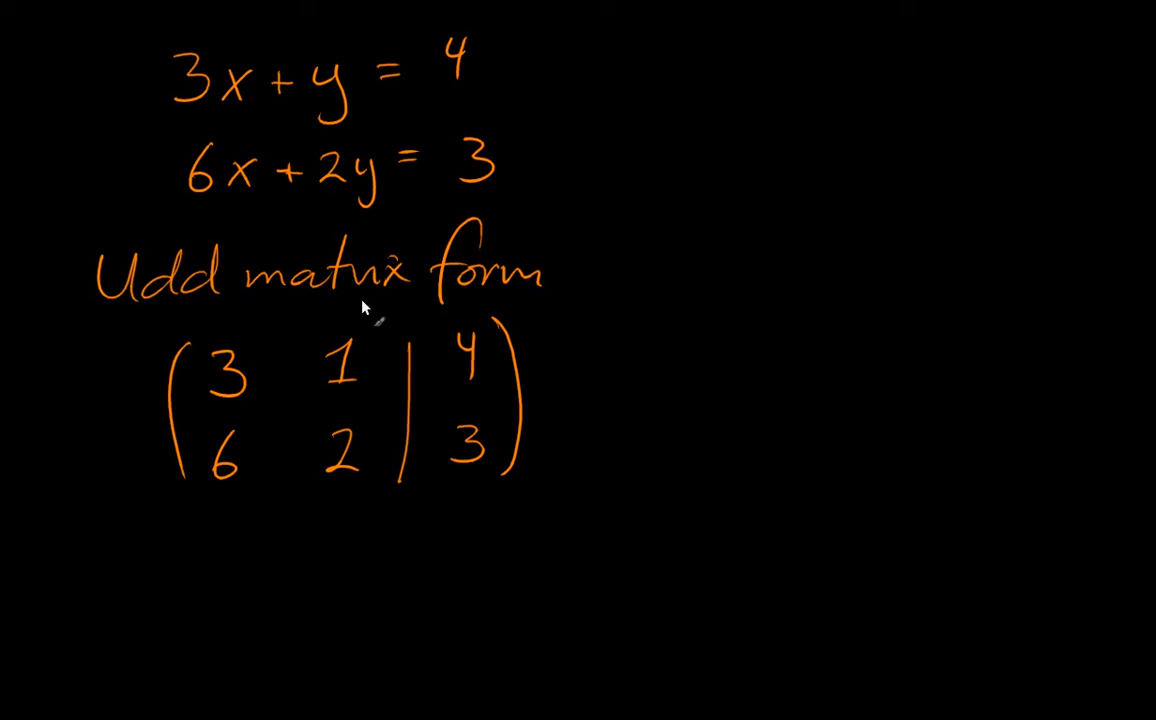 3x + y = 4
6x + 2y = 3
Udd matrix form
( 3 1 | 4
6 2 | 3 )